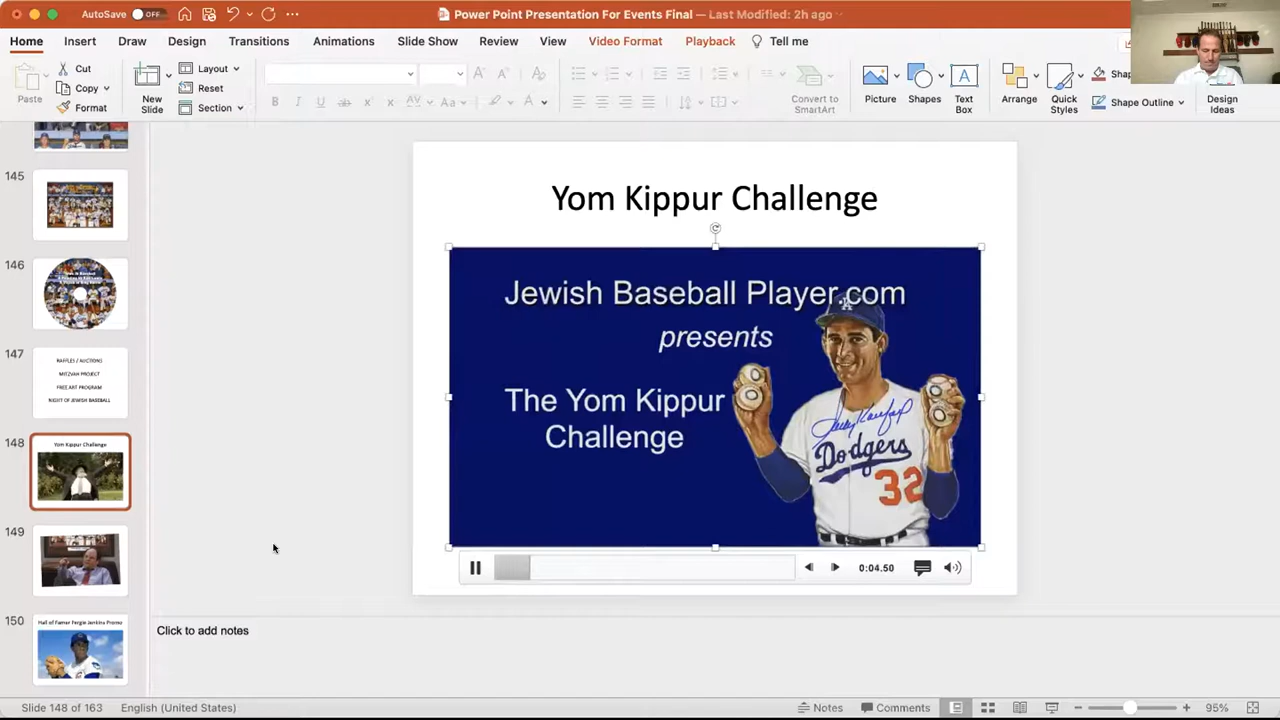 AutoSave OFF
Power Point Presentation For Events Final — Last Modified: 2h ago
Home Insert Draw Design Transitions Animations Slide Show Review View Video Format Playback Tell me
Paste
Cut
Copy
Format
New Slide
Layout
Reset
Section
Convert to SmartArt
Picture
Shapes
Text Box
Arrange
Quick Styles
Shape Outline
Design Ideas
145
146
147
RAFFLES / AUCTIONS
MITZVAH PROJECT
FREE ART PROGRAM
NIGHT OF JEWISH BASEBALL
148
Yom Kippur Challenge
149
150
Hall of Famer Fergie Jenkins Promo
Yom Kippur Challenge
Jewish Baseball Player.com
presents
The Yom Kippur
Challenge
Sandy Koufax
Dodgers
32
0:04.50
Click to add notes
Slide 148 of 163 English (United States) Notes Comments 95%